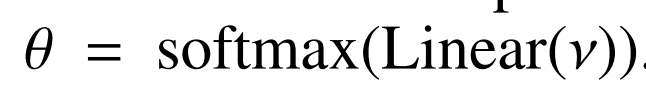 θ = softmax(Linear(ν)).